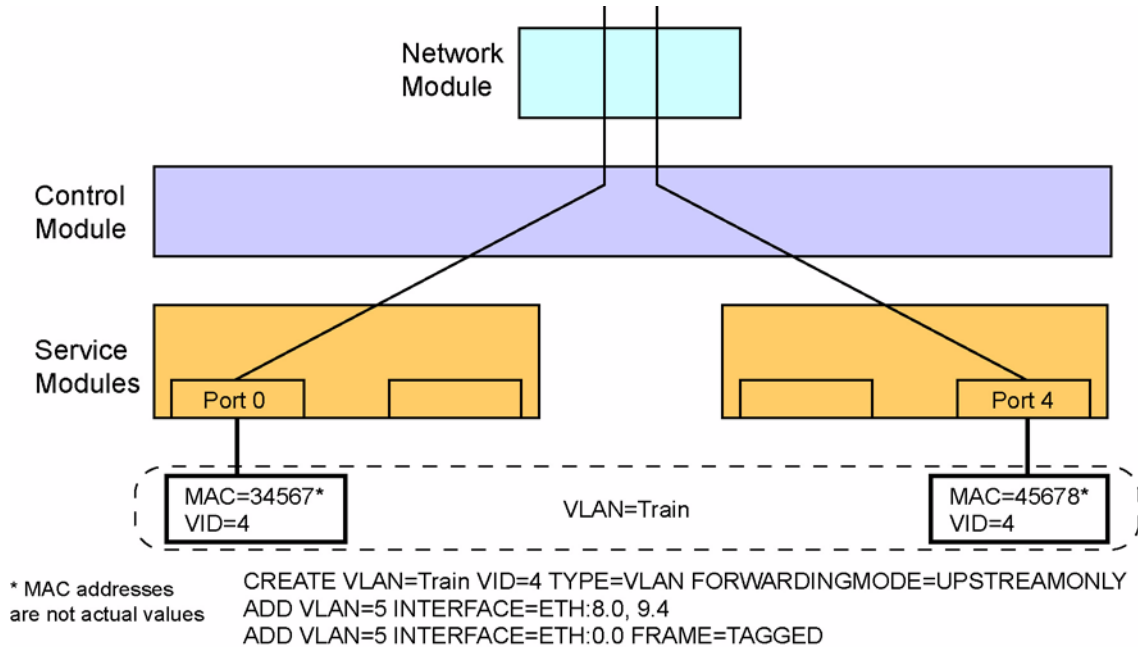 Network
Module
Control
Module
Service
Modules
Port 0
Port 4
MAC=34567*
VID=4
VLAN=Train
MAC=45678*
VID=4
* MAC addresses
are not actual values
CREATE VLAN=Train VID=4 TYPE=VLAN FORWARDINGMODE=UPSTREAMONLY
ADD VLAN=5 INTERFACE=ETH:8.0, 9.4
ADD VLAN=5 INTERFACE=ETH:0.0 FRAME=TAGGED